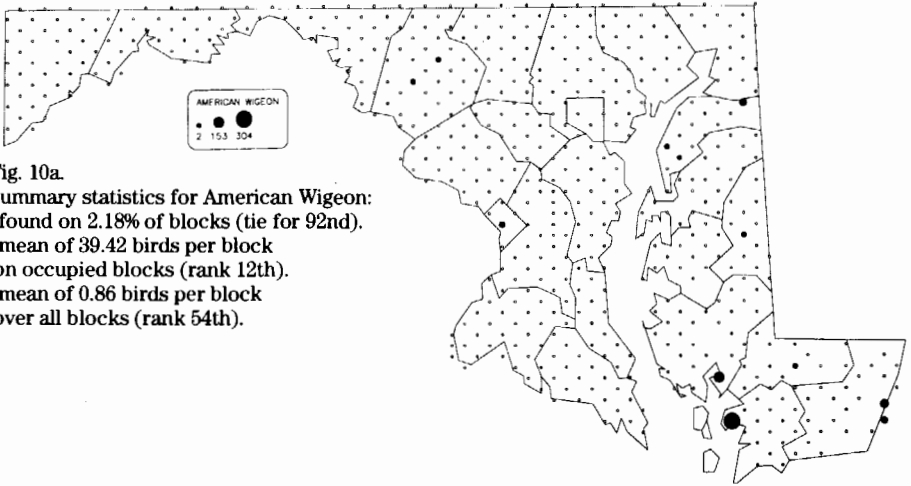 AMERICAN WIGEON
2 153 304
ig. 10a.
ummary statistics for American Wigeon:
found on 2.18% of blocks (tie for 92nd).
mean of 39.42 birds per block
on occupied blocks (rank 12th).
mean of 0.86 birds per block
over all blocks (rank 54th).